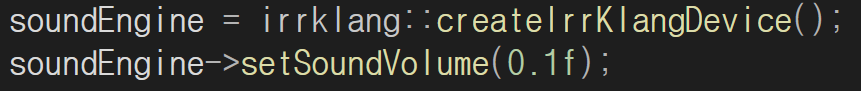 soundEngine = irrklang::createIrrKlangDevice();
soundEngine->setSoundVolume(0.1f);